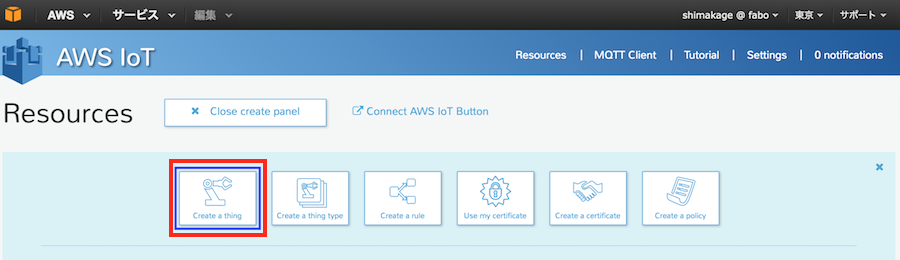 AWS サービス 編集 shimakage @ fabo 東京 サポート
AWS IoT Resources MQTT Client Tutorial Settings 0 notifications
Resources Close create panel Connect AWS IoT Button
Create a thing Create a thing type Create a rule Use my certificate Create a certificate Create a policy